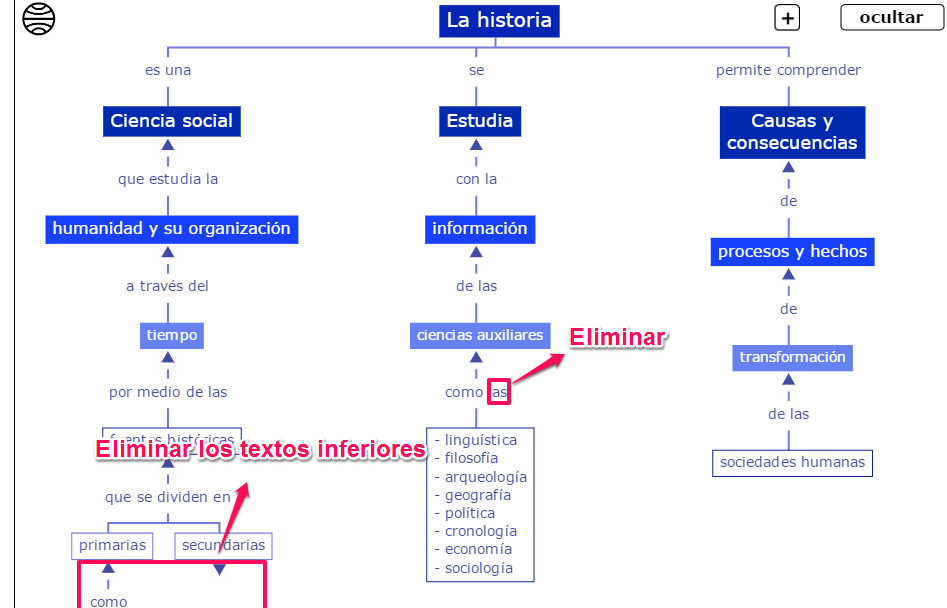 La historia
+
ocultar
es una
se
permite comprender
Ciencia social
Estudia
Causas y
consecuencias
que estudia la
con la
de
humanidad y su organización
información
procesos y hechos
a través del
de las
de
tiempo
ciencias auxiliares
Eliminar
transformación
por medio de las
como las
de las
fuentes históricas
Eliminar los textos inferiores
- linguística
- filosofía
- arqueología
- geografía
- política
- cronología
- economía
- sociología
sociedades humanas
que se dividen en
primarias
secundarias
como